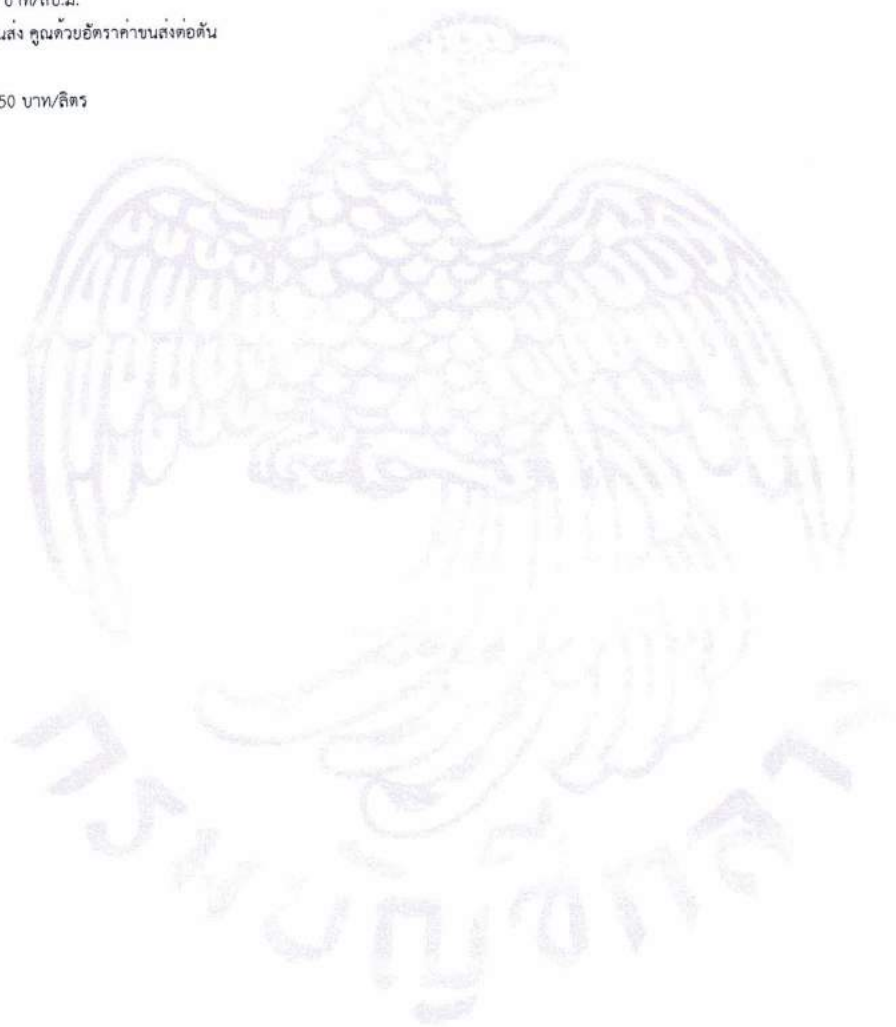 บาท/ลบ.ม.
นส่ง คูณด้วยอัตราค่าขนส่งต่อตัน
50 บาท/ลิตร
กรมบัญชีกลาง